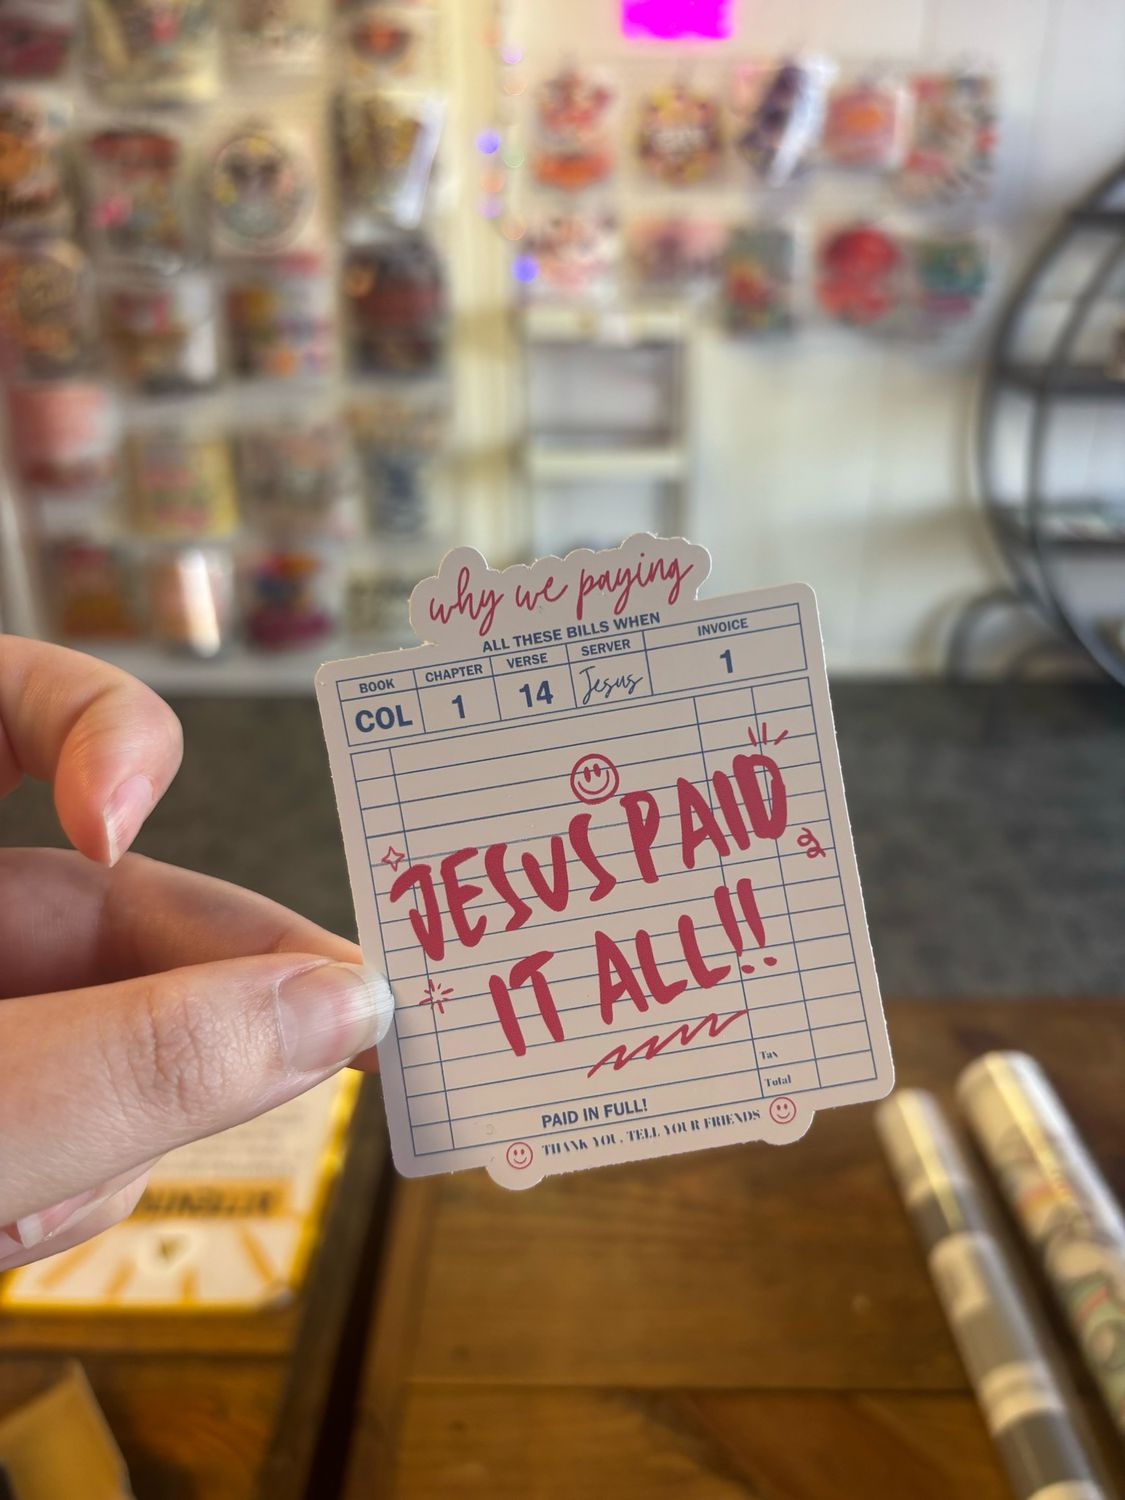 why we paying
ALL THESE BILLS WHEN
BOOK CHAPTER VERSE SERVER INVOICE
COL 1 14 Jesus 1
JESUS PAID
IT ALL!!
Tax
Total
PAID IN FULL!
THANK YOU, TELL YOUR FRIENDS